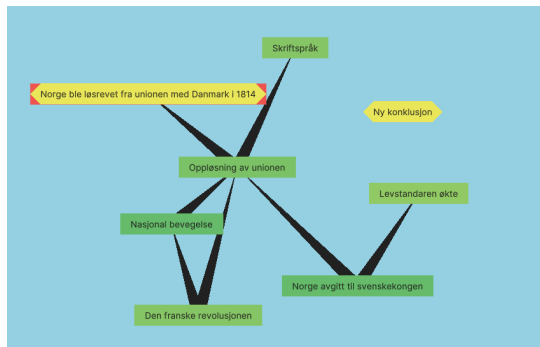 Skriftspråk
Norge ble løsrevet fra unionen med Danmark i 1814
Ny konklusjon
Oppløsning av unionen
Levstandaren økte
Nasjonal bevegelse
Norge avgitt til svenskekongen
Den franske revolusjonen